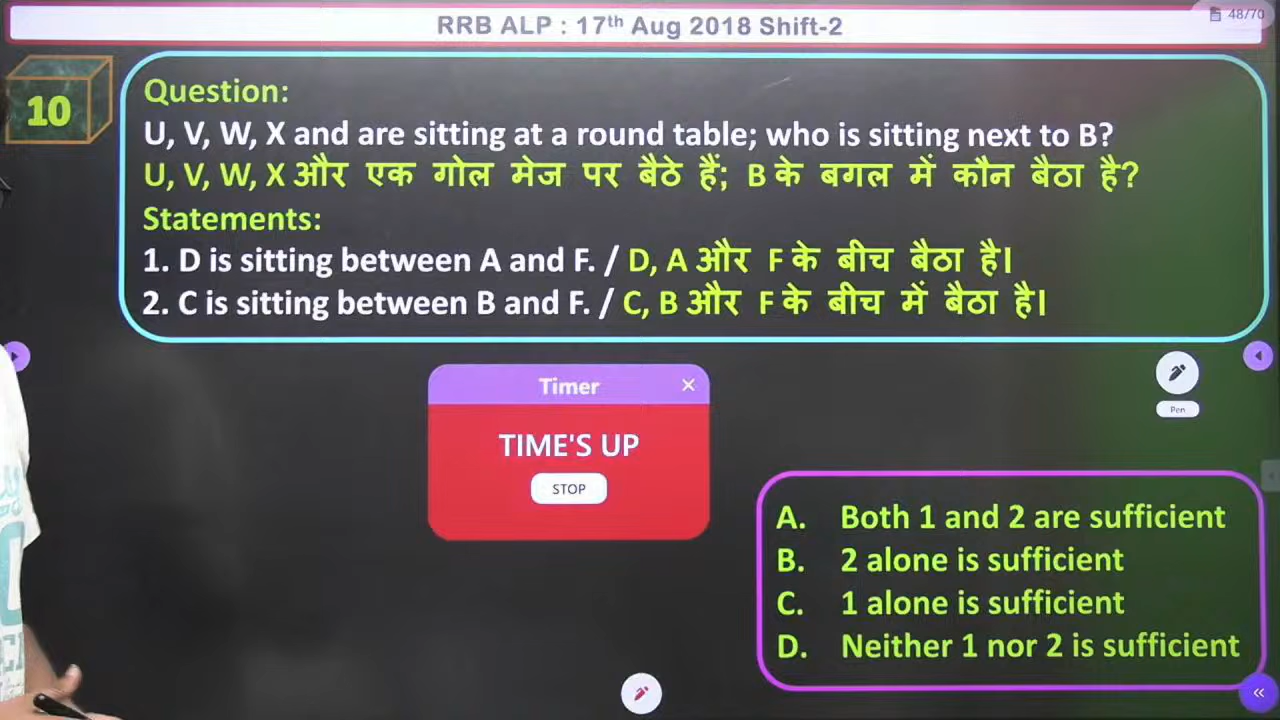 RRB ALP : 17th Aug 2018 Shift-2
48/70
10
Question:
U, V, W, X and are sitting at a round table; who is sitting next to B?
U, V, W, X और एक गोल मेज पर बैठे हैं; B के बगल में कौन बैठा है?
Statements:
1. D is sitting between A and F. / D, A और F के बीच बैठा है।
2. C is sitting between B and F. / C, B और F के बीच में बैठा है।
Timer
TIME'S UP
STOP
Pen
A. Both 1 and 2 are sufficient
B. 2 alone is sufficient
C. 1 alone is sufficient
D. Neither 1 nor 2 is sufficient